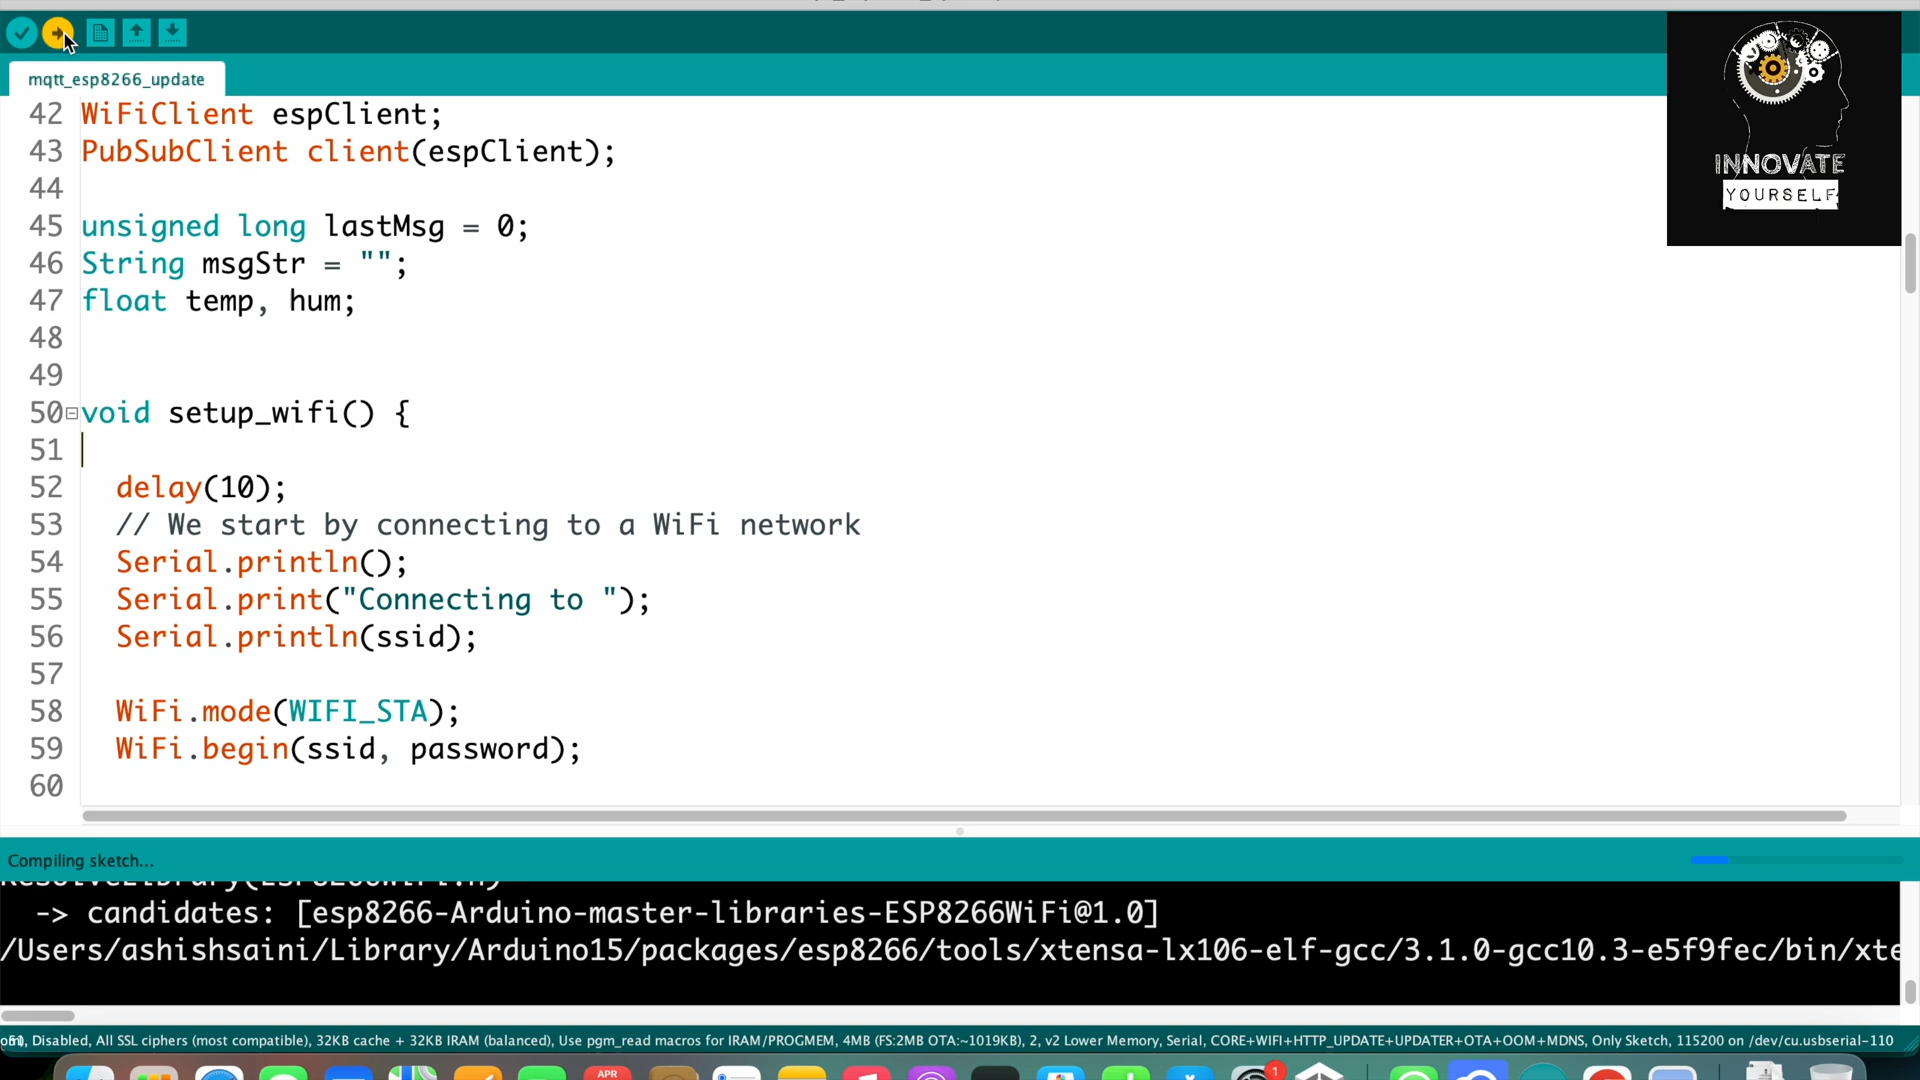 mqtt_esp8266_update
INNOVATE
YOURSELF
42 WiFiClient espClient;
43 PubSubClient client(espClient);
44
45 unsigned long lastMsg = 0;
46 String msgStr = "";
47 float temp, hum;
48
49
50 void setup_wifi() {
51
52 delay(10);
53 // We start by connecting to a WiFi network
54 Serial.println();
55 Serial.print("Connecting to ");
56 Serial.println(ssid);
57
58 WiFi.mode(WIFI_STA);
59 WiFi.begin(ssid, password);
60
Compiling sketch...
ResolveLibrary(ESP8266WiFi.h)
-> candidates: [esp8266-Arduino-master-libraries-ESP8266WiFi@1.0]
/Users/ashishsaini/Library/Arduino15/packages/esp8266/tools/xtensa-lx106-elf-gcc/3.1.0-gcc10.3-e5f9fec/bin/xte
Disabled, All SSL ciphers (most compatible), 32KB cache + 32KB IRAM (balanced), Use pgm_read macros for IRAM/PROGMEM, 4MB (FS:2MB OTA:~1019KB), 2, v2 Lower Memory, Serial, CORE+WIFI+HTTP_UPDATE+UPDATER+OTA+OOM+MDNS, Only Sketch, 115200 on /dev/cu.usbserial-110
APR
1